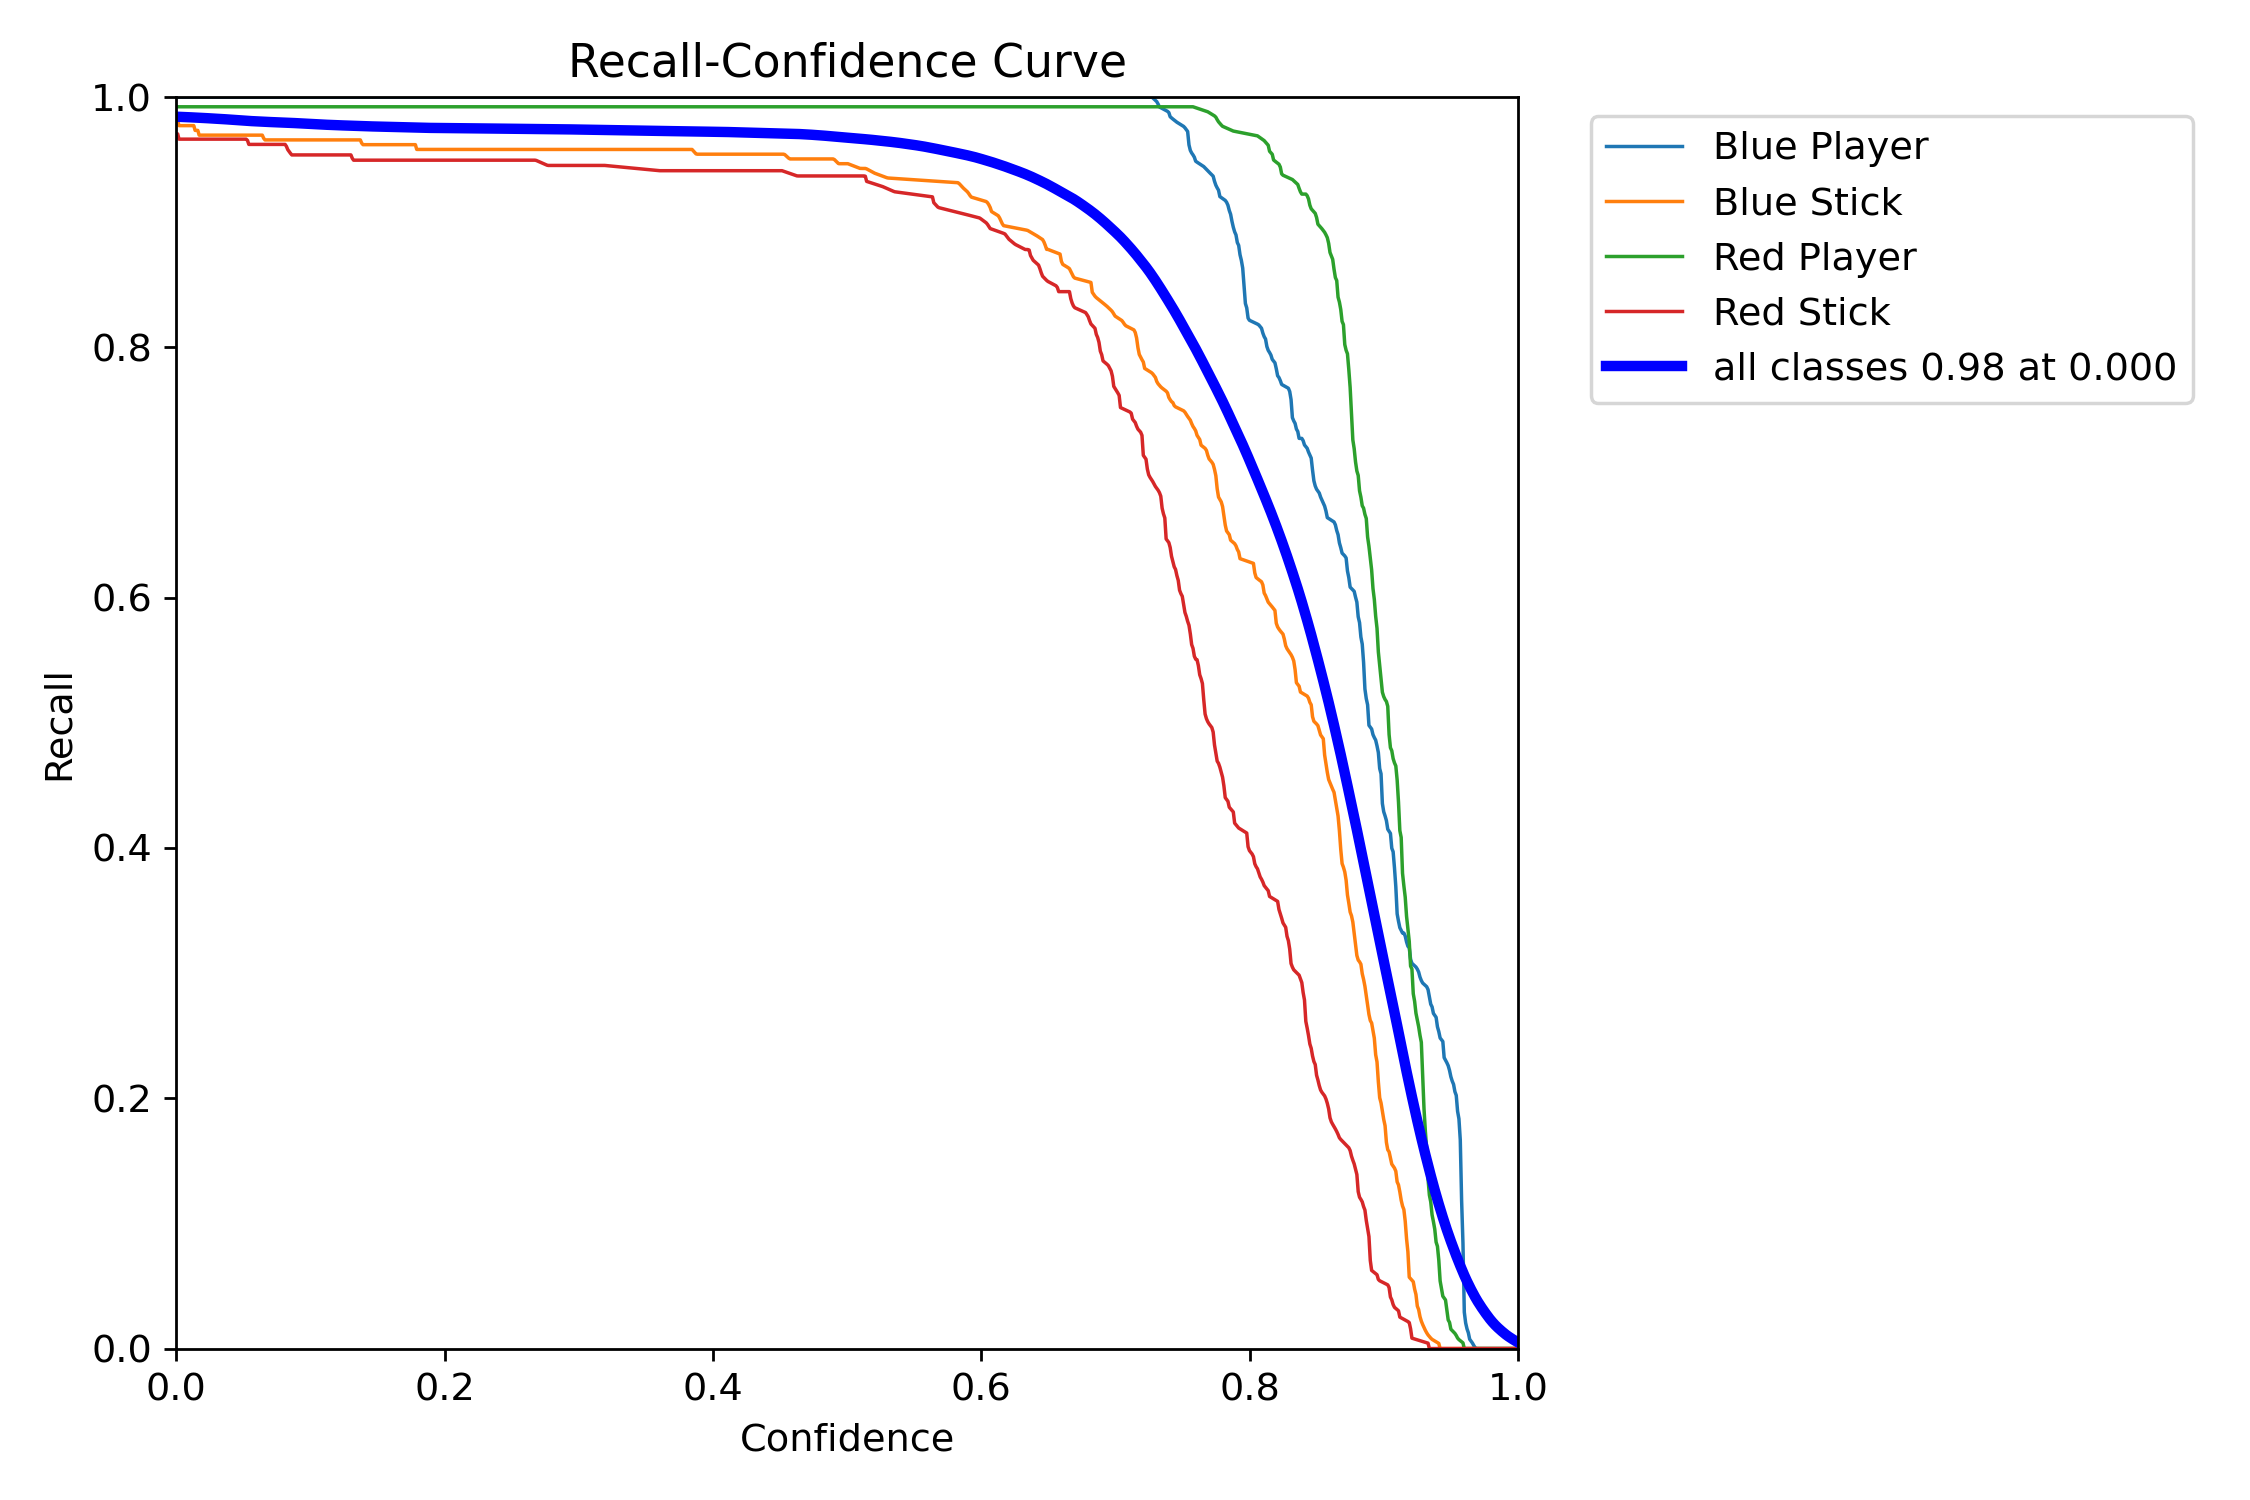 Recall-Confidence Curve
1.0
0.8
0.6
0.4
0.2
0.0
Recall
0.0 0.2 0.4 0.6 0.8 1.0
Confidence
Blue Player
Blue Stick
Red Player
Red Stick
all classes 0.98 at 0.000